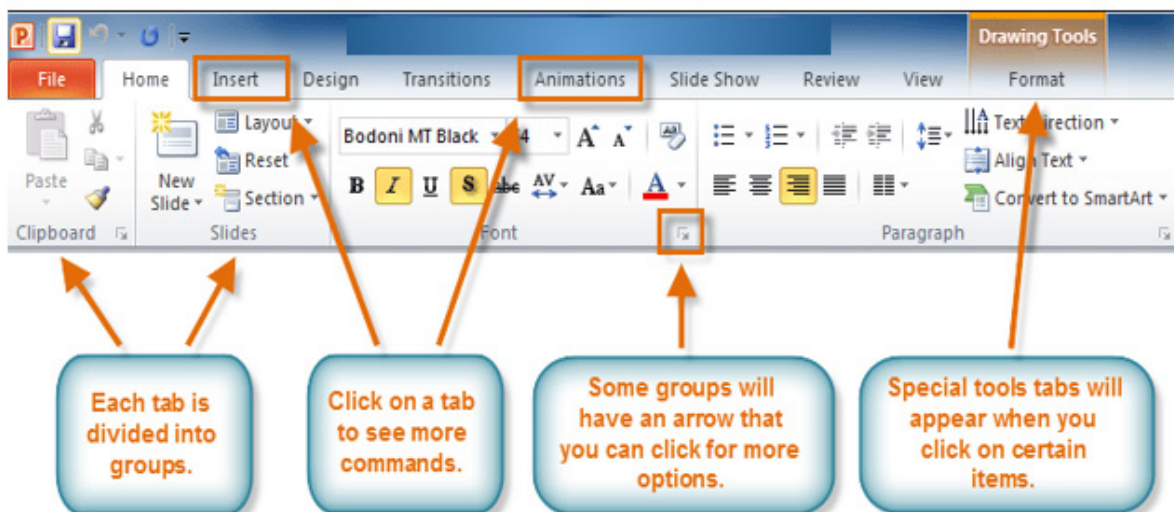 Drawing Tools
File Home Insert Design Transitions Animations Slide Show Review View Format
Layout
Bodoni MT Black
Text Direction
Reset
Align Text
Paste New Slide Section
B I U S abc AV Aa A
Convert to SmartArt
Clipboard Slides Font Paragraph
Each tab is
divided into
groups.
Click on a tab
to see more
commands.
Some groups will
have an arrow that
you can click for more
options.
Special tools tabs will
appear when you
click on certain
items.